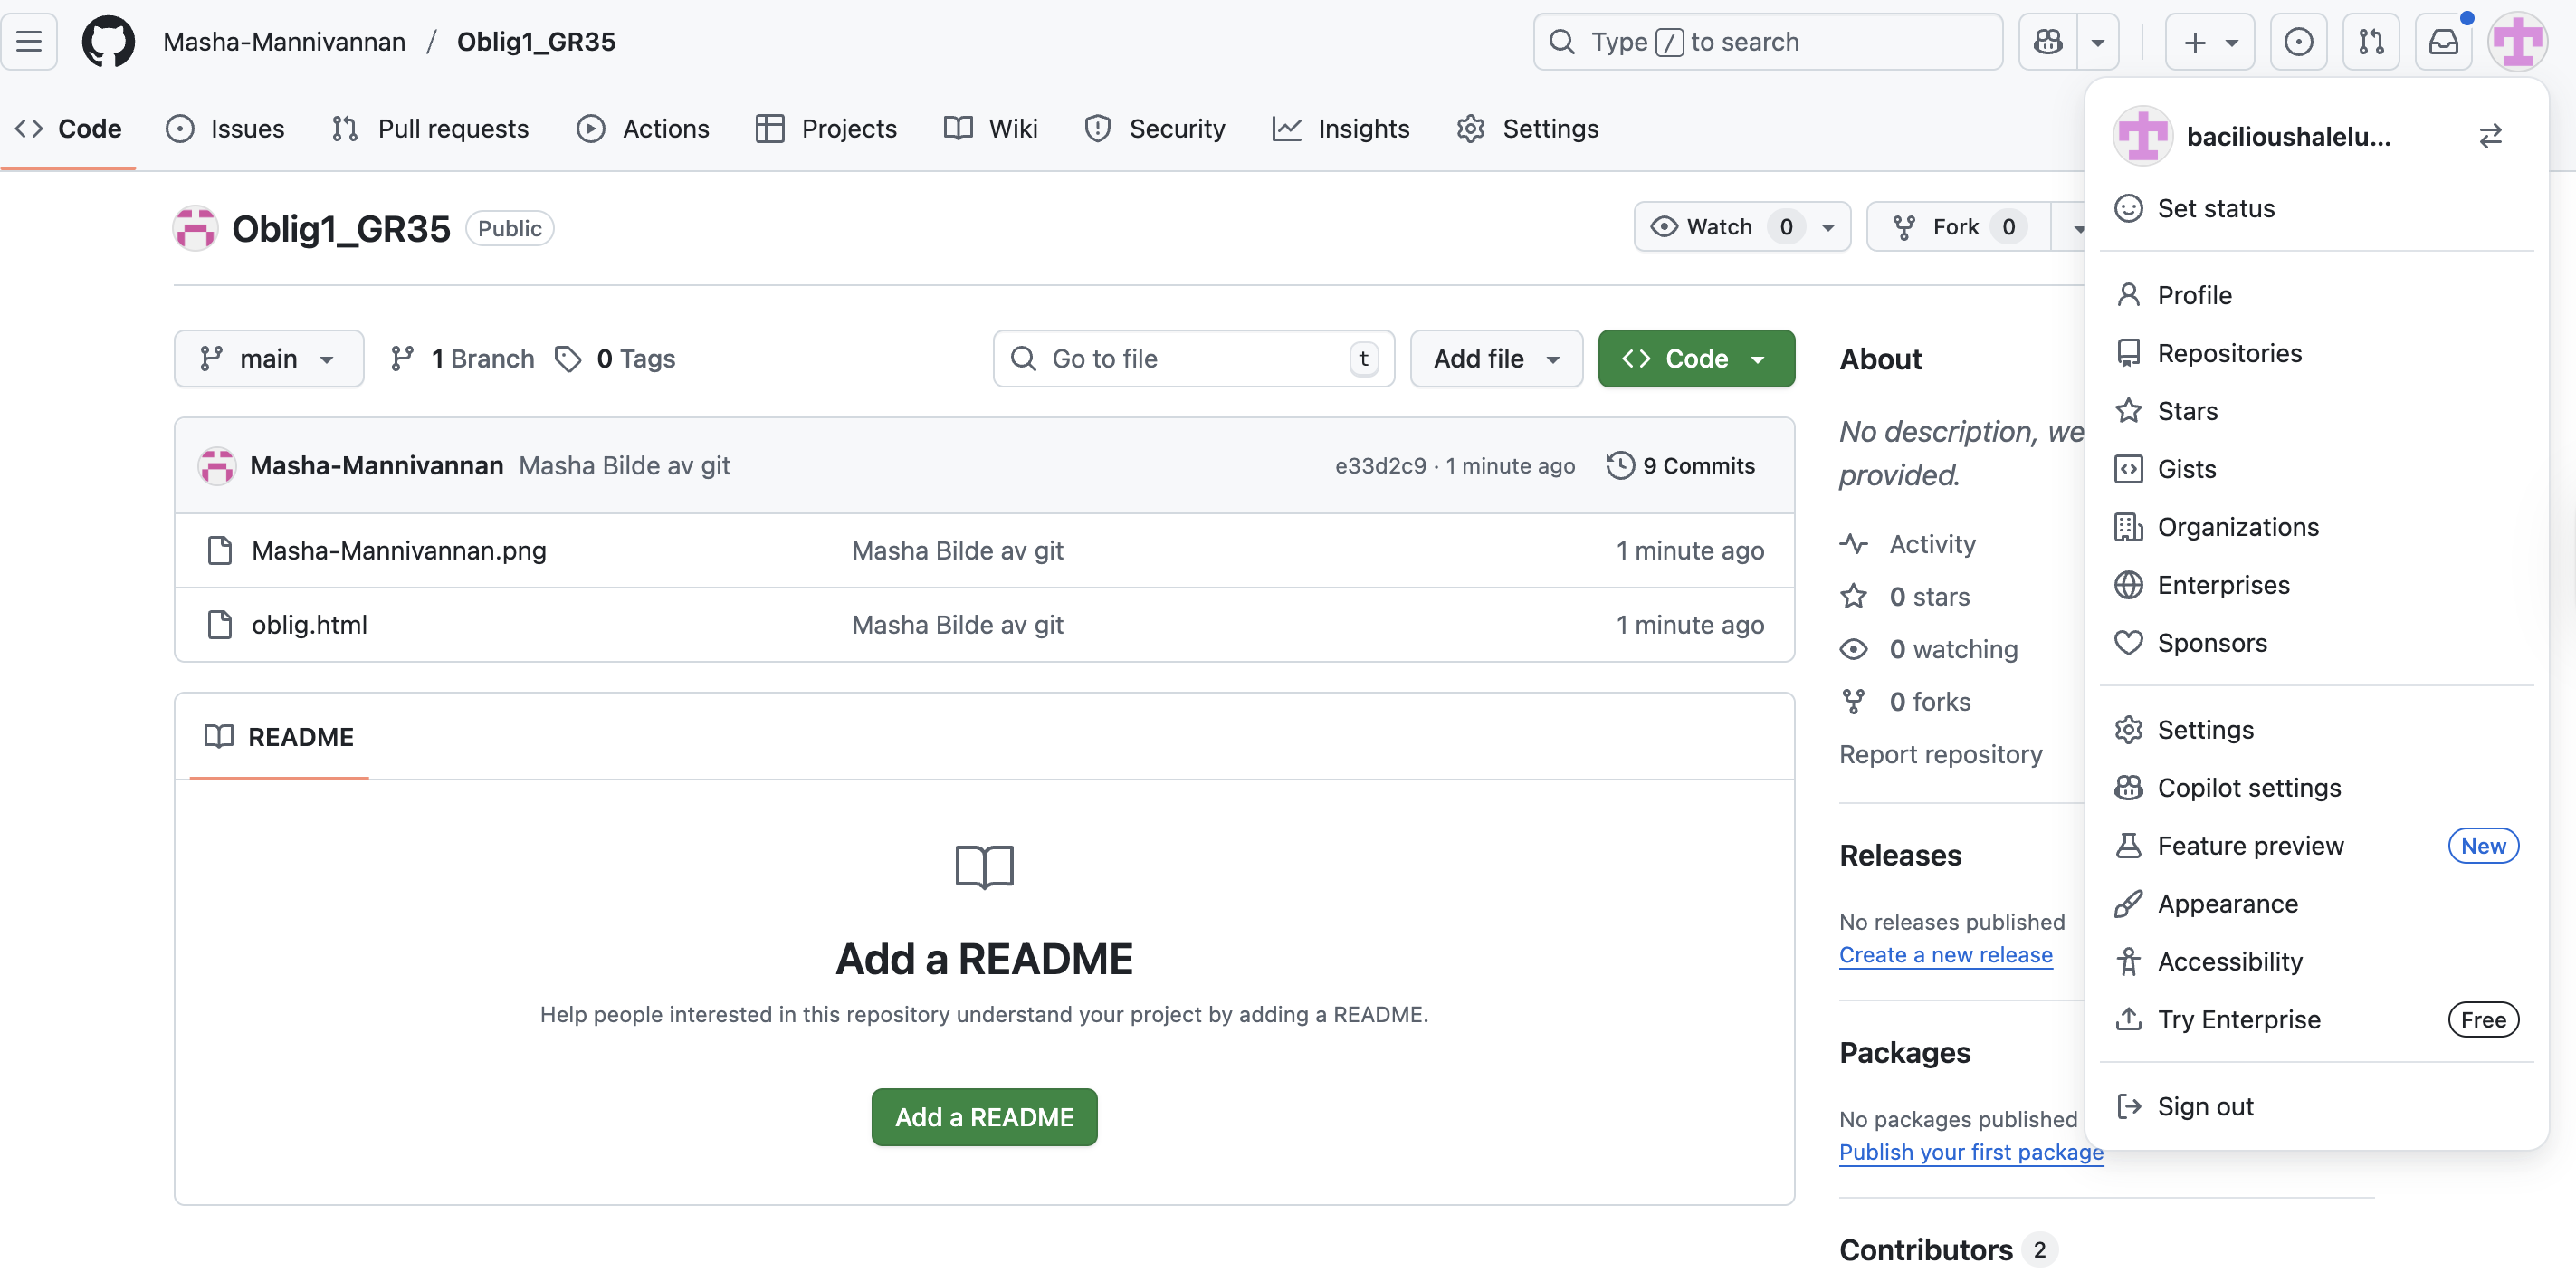 Masha-Mannivannan / Oblig1_GR35
Type / to search
Code
Issues
Pull requests
Actions
Projects
Wiki
Security
Insights
Settings
Oblig1_GR35 Public
Watch 0
Fork 0
main
1 Branch
0 Tags
Go to file t
Add file
Code
Masha-Mannivannan Masha Bilde av git e33d2c9 · 1 minute ago 9 Commits
Masha-Mannivannan.png Masha Bilde av git 1 minute ago
oblig.html Masha Bilde av git 1 minute ago
README
Add a README
Help people interested in this repository understand your project by adding a README.
Add a README
About
No description, we
provided.
Activity
0 stars
0 watching
0 forks
Report repository
Releases
No releases published
Create a new release
Packages
No packages published
Publish your first package
Contributors 2
bacilioushalelu...
Set status
Profile
Repositories
Stars
Gists
Organizations
Enterprises
Sponsors
Settings
Copilot settings
Feature preview New
Appearance
Accessibility
Try Enterprise Free
Sign out